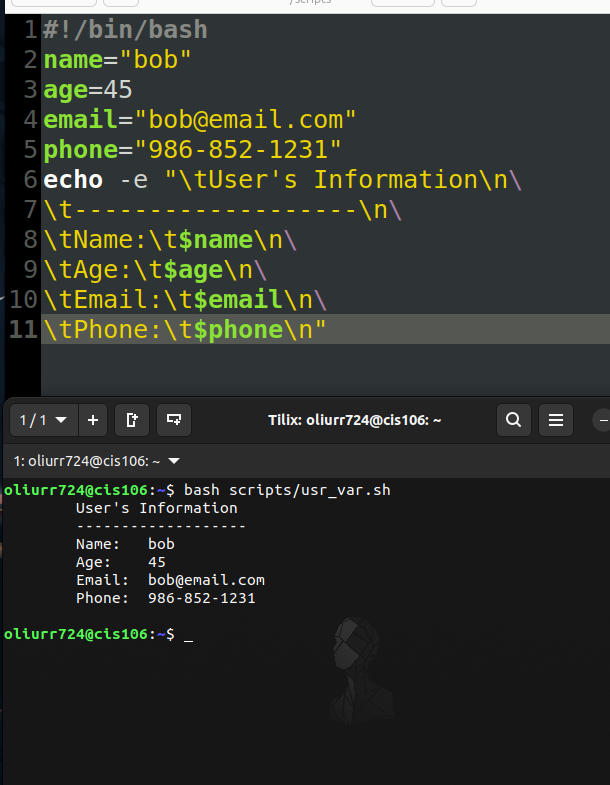 /scripts
1 #!/bin/bash
2 name="bob"
3 age=45
4 email="bob@email.com"
5 phone="986-852-1231"
6 echo -e "\tUser's Information\n\
7 \t-------------------\n\
8 \tName:\t$name\n\
9 \tAge:\t$age\n\
10 \tEmail:\t$email\n\
11 \tPhone:\t$phone\n"
1 / 1 Tilix: oliurr724@cis106: ~
1: oliurr724@cis106: ~
oliurr724@cis106:~$ bash scripts/usr_var.sh
User's Information
-------------------
Name: bob
Age: 45
Email: bob@email.com
Phone: 986-852-1231
oliurr724@cis106:~$ _